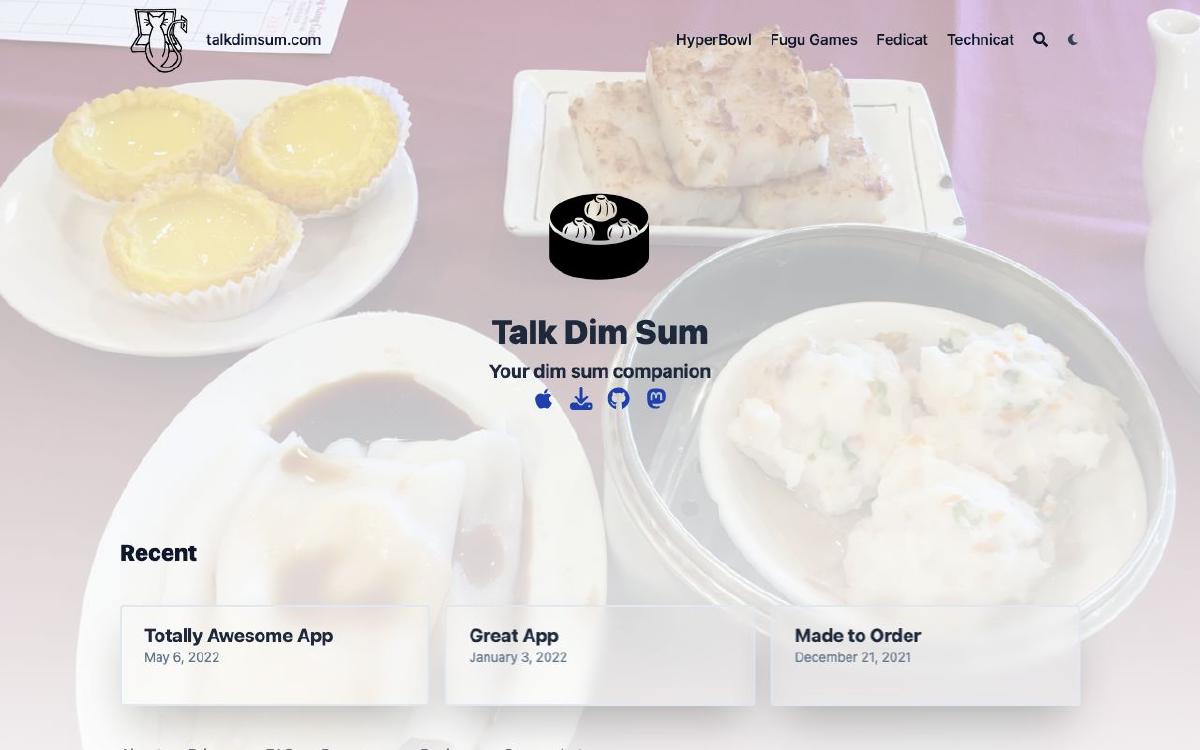 talkdimsum.com
HyperBowl Fugu Games Fedicat Technicat
Talk Dim Sum
Your dim sum companion
Recent
Totally Awesome App
May 6, 2022
Great App
January 3, 2022
Made to Order
December 21, 2021